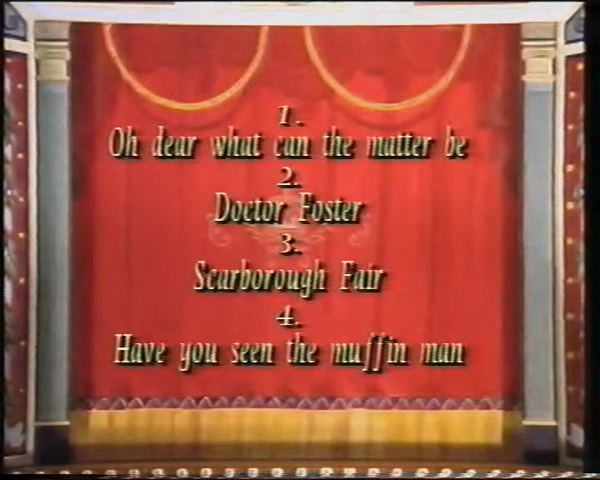 1.
Oh dear what can the matter be
2.
Doctor Foster
3.
Scarborough Fair
4.
Have you seen the muffin man